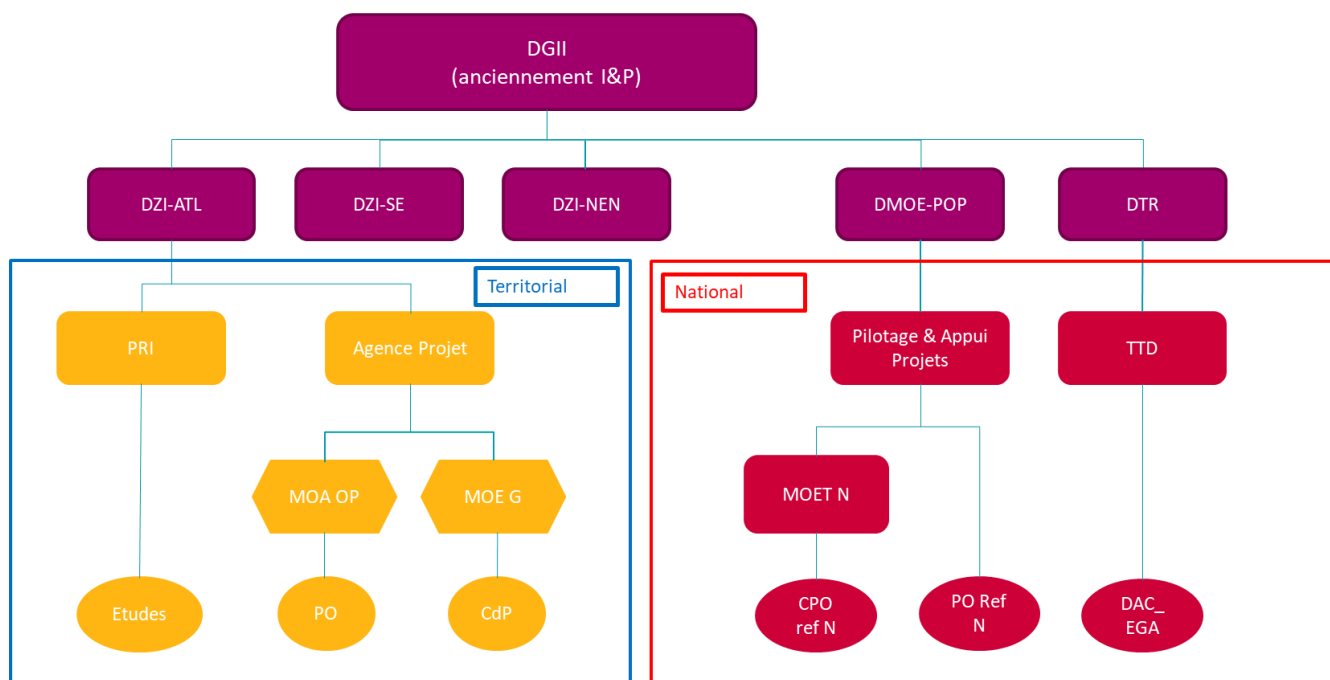 DGII
(anciennement I&P)
DZI-ATL
DZI-SE
DZI-NEN
DMOE-POP
DTR
Territorial
National
PRI
Agence Projet
Pilotage & Appui
Projets
TTD
MOA OP
MOE G
MOET N
Etudes
PO
CdP
CPO
ref N
PO Ref
N
DAC_
EGA